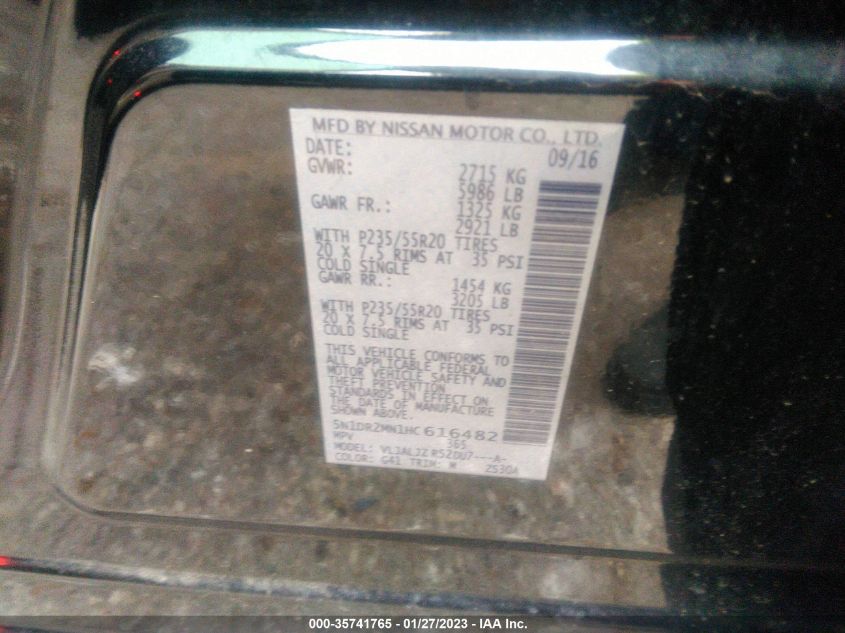 MFD BY NISSAN MOTOR CO., LTD.
DATE: 09/16
GVWR: 2715 KG
5986 LB
GAWR FR.: 1325 KG
2921 LB
WITH P235/55R20 TIRES
20 X 7.5 RIMS AT 35 PSI
COLD SINGLE
GAWR RR.: 1454 KG
3205 LB
WITH P235/55R20 TIRES
20 X 7.5 RIMS AT 35 PSI
COLD SINGLE
THIS VEHICLE CONFORMS TO
ALL APPLICABLE FEDERAL
MOTOR VEHICLE SAFETY AND
THEFT PREVENTION
STANDARDS IN EFFECT ON
THE DATE OF MANUFACTURE
SHOWN ABOVE.
5N1DR2MN1HC616482
MPV 365
MODEL:
COLOR: G41 TRIM: M
000-35741765 - 01/27/2023 - IAA Inc.